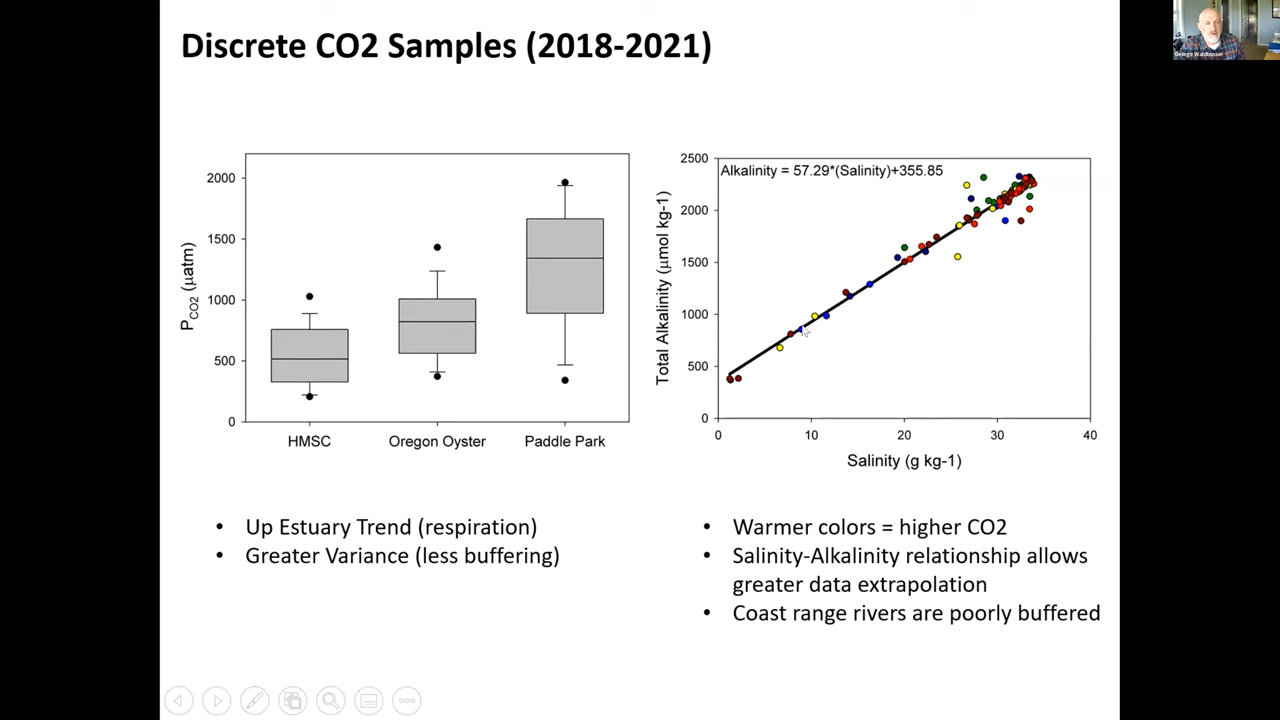 Discrete CO2 Samples (2018-2021)
George Waldbusser
2000
1500
1000
500
0
PCO2 (µatm)
HMSC
Oregon Oyster
Paddle Park
Alkalinity = 57.29*(Salinity)+355.85
2500
2000
1500
1000
500
0
Total Alkalinity (µmol kg-1)
0 10 20 30 40
Salinity (g kg-1)
• Up Estuary Trend (respiration)
• Greater Variance (less buffering)
• Warmer colors = higher CO2
• Salinity-Alkalinity relationship allows
greater data extrapolation
• Coast range rivers are poorly buffered